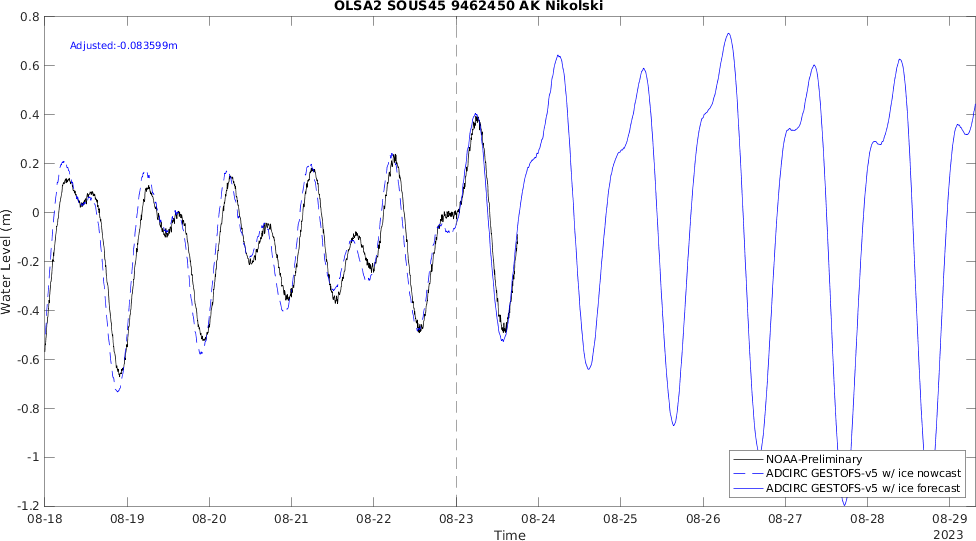 OLSA2 SOUS45 9462450 AK Nikolski
Adjusted:-0.083599m
Water Level (m)
0.8
0.6
0.4
0.2
0
-0.2
-0.4
-0.6
-0.8
-1
-1.2
NOAA-Preliminary
ADCIRC GESTOFS-v5 w/ ice nowcast
ADCIRC GESTOFS-v5 w/ ice forecast
08-18 08-19 08-20 08-21 08-22 08-23 08-24 08-25 08-26 08-27 08-28 08-29
Time
2023